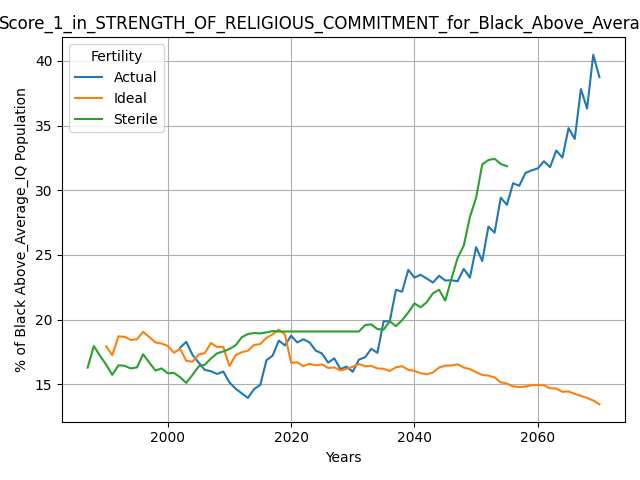 Score_1_in_STRENGTH_OF_RELIGIOUS_COMMITMENT_for_Black_Above_Avera
% of Black Above_Average_IQ Population
Fertility
Actual
Ideal
Sterile
40
35
30
25
20
15
2000
2020
2040
2060
Years